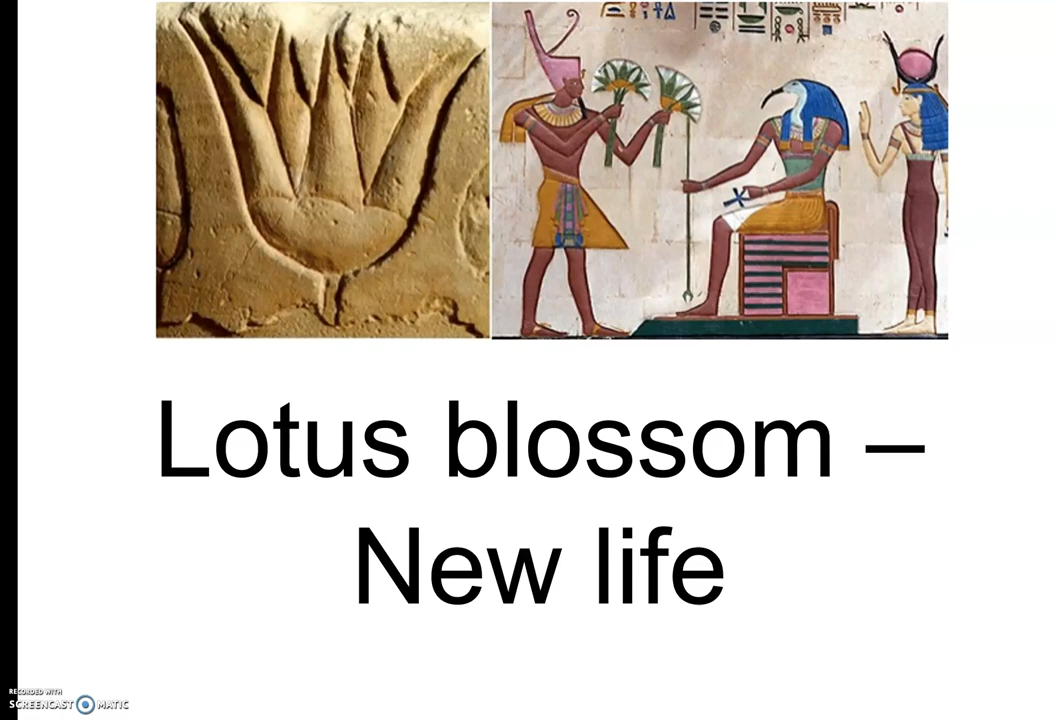 Lotus blossom –
New life
RECORDED WITH
SCREENCAST MATIC